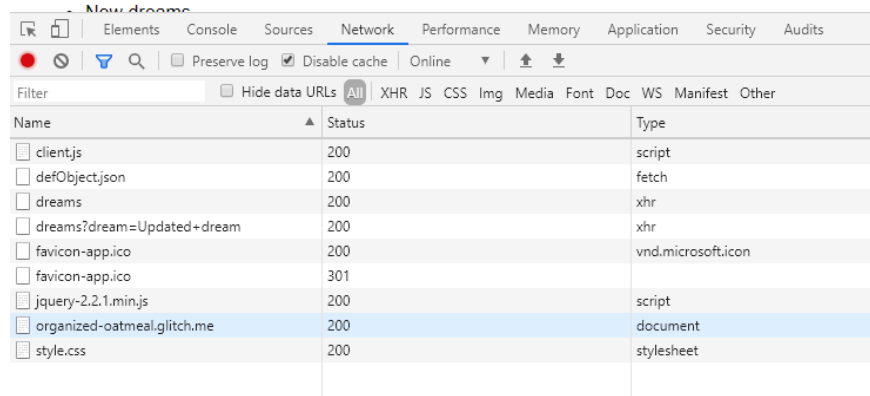 New dreams
Elements Console Sources Network Performance Memory Application Security Audits
Preserve log Disable cache Online
Filter Hide data URLs All XHR JS CSS Img Media Font Doc WS Manifest Other
Name Status Type
client.js 200 script
defObject.json 200 fetch
dreams 200 xhr
dreams?dream=Updated+dream 200 xhr
favicon-app.ico 200 vnd.microsoft.icon
favicon-app.ico 301
jquery-2.2.1.min.js 200 script
organized-oatmeal.glitch.me 200 document
style.css 200 stylesheet